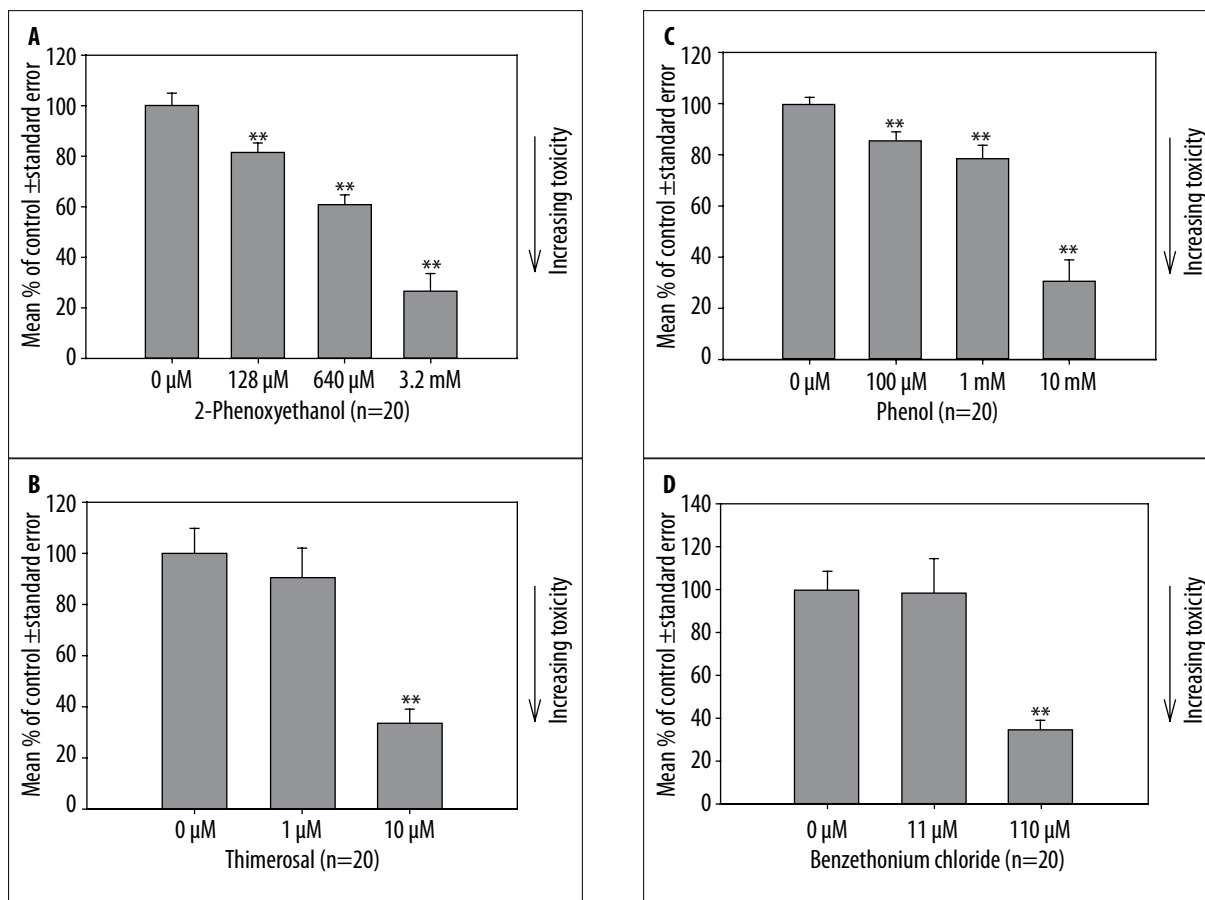 A
Mean % of control ±standard error
120
100
80
60
40
20
0
**
**
**
0 µM 128 µM 640 µM 3.2 mM
2-Phenoxyethanol (n=20)
Increasing toxicity
B
Mean % of control ±standard error
120
100
80
60
40
20
0
**
0 µM 1 µM 10 µM
Thimerosal (n=20)
Increasing toxicity
C
Mean % of control ±standard error
120
100
80
60
40
20
0
**
**
**
0 µM 100 µM 1 mM 10 mM
Phenol (n=20)
Increasing toxicity
D
Mean % of control ±standard error
140
120
100
80
60
40
20
0
**
0 µM 11 µM 110 µM
Benzethonium chloride (n=20)
Increasing toxicity